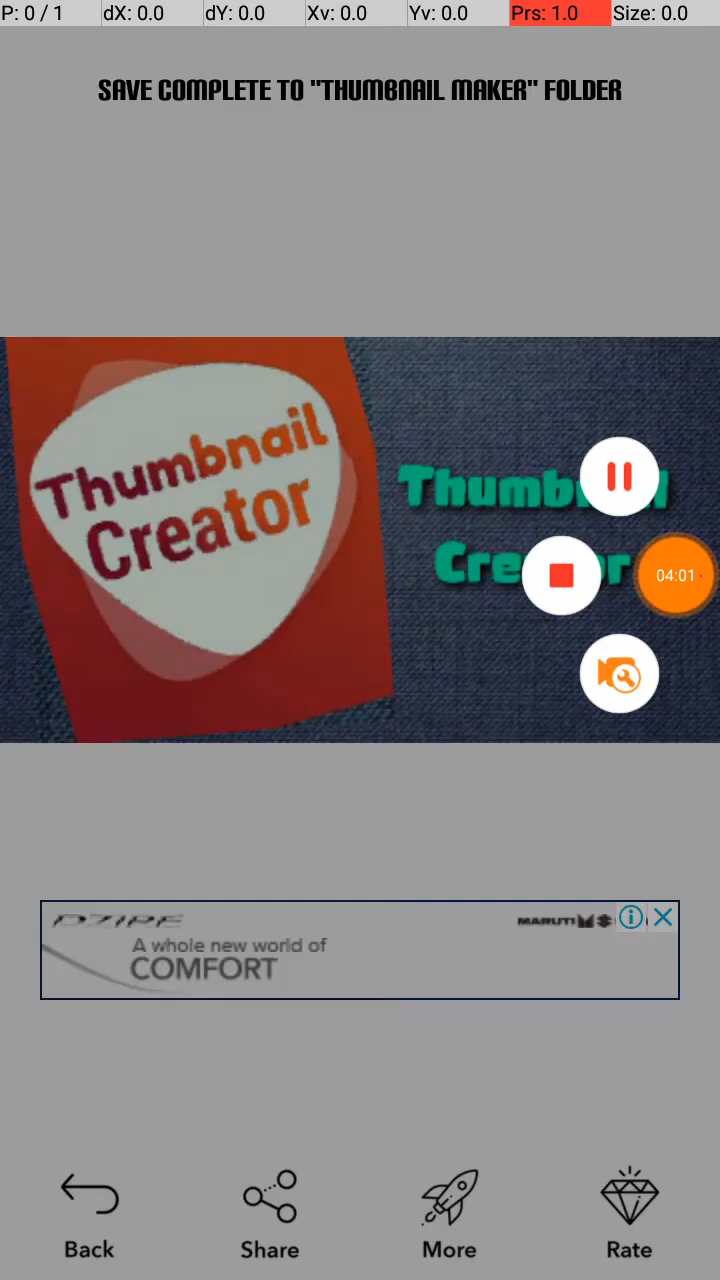 P: 0 / 1 dX: 0.0 dY: 0.0 Xv: 0.0 Yv: 0.0 Prs: 1.0 Size: 0.0
SAVE COMPLETE TO "THUMBNAIL MAKER" FOLDER
Thumbnail
Creator
04:01
DZIRE
MARUTI
A whole new world of
COMFORT
Back Share More Rate